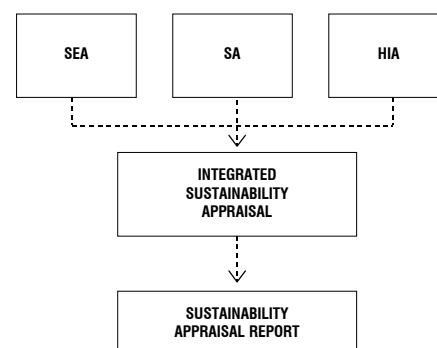 SEA
SA
HIA
INTEGRATED
SUSTAINABILITY
APPRAISAL
SUSTAINABILITY
APPRAISAL REPORT